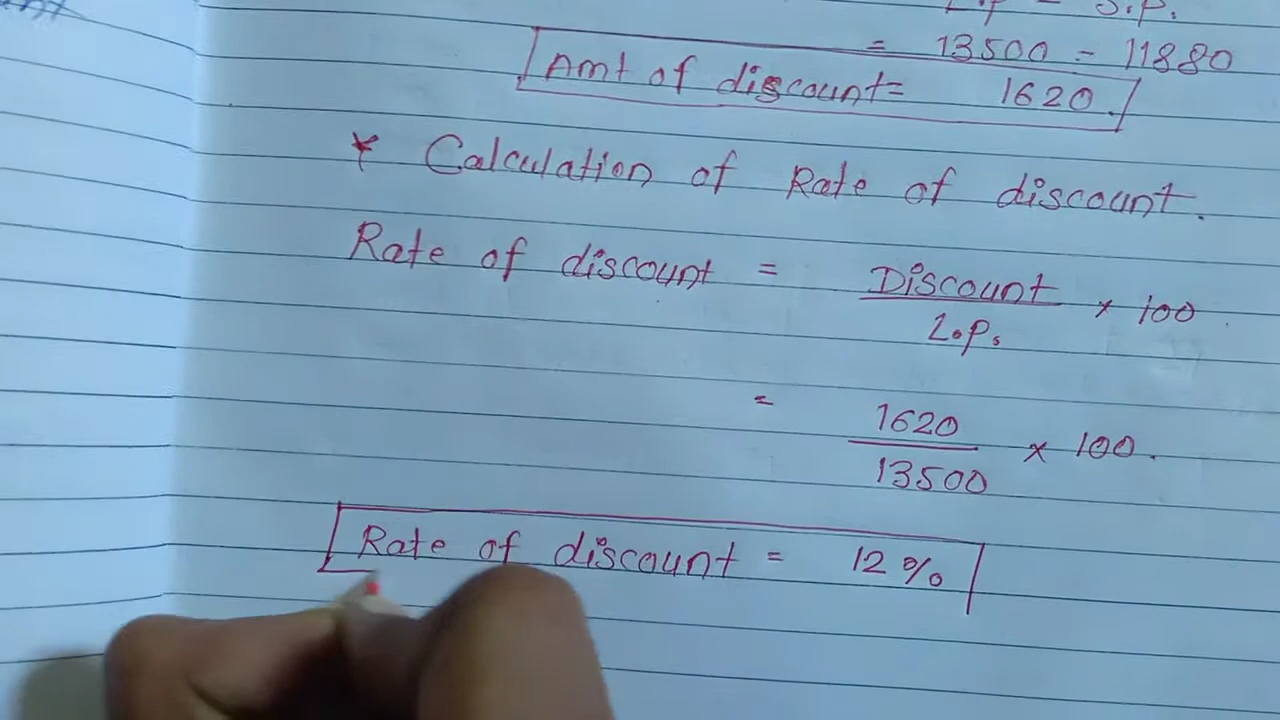 L.P - S.P.
= 13500 - 11880
Amt of discount = 1620.
* Calculation of Rate of discount.
Rate of discount = Discount / L.P. × 100
= 1620 / 13500 × 100.
Rate of discount = 12 %